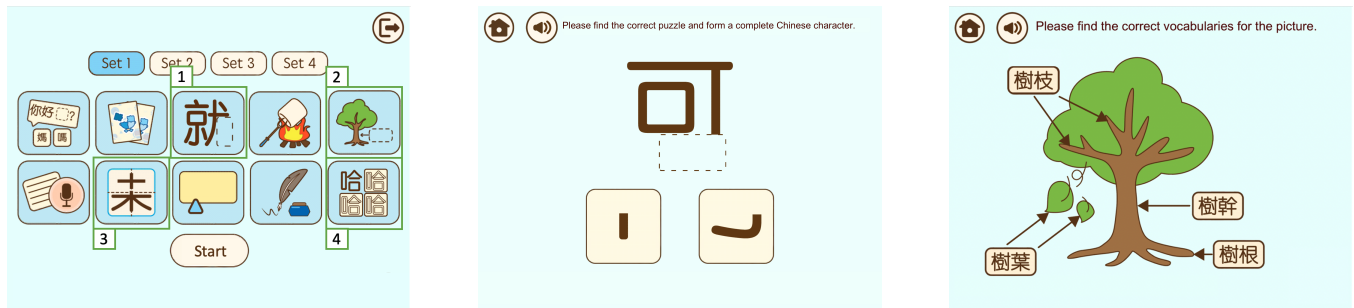 Set 1 Set 2 Set 3 Set 4
1
2
你好 ?
媽 嗎
就
未
哈哈
哈哈
3
4
Start
Please find the correct puzzle and form a complete Chinese character.
可
Please find the correct vocabularies for the picture.
樹枝
樹幹
樹葉
樹根